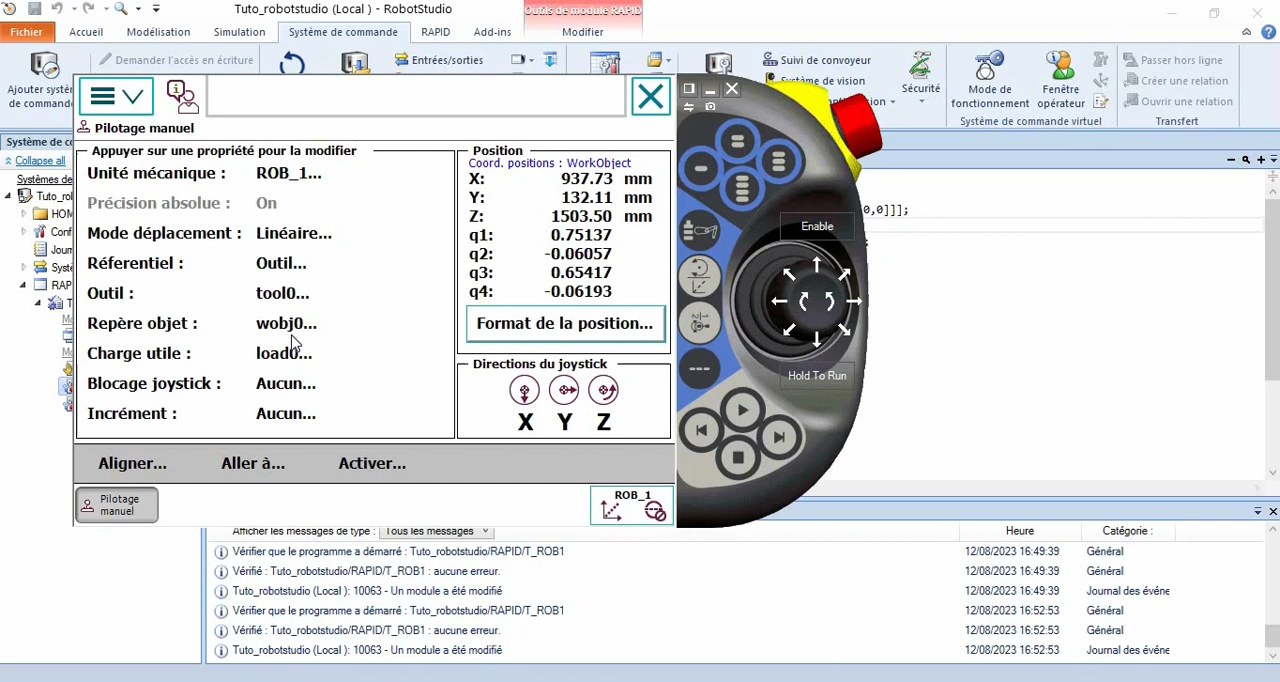 Tuto_robotstudio (Local ) - RobotStudio
Outils de module RAPID
Fichier
Accueil
Modélisation
Simulation
Système de commande
RAPID
Add-ins
Modifier
Ajouter système
de commande
Demander l'accès en écriture
Entrées/sorties
Suivi de convoyeur
Système de vision
Sécurité
Mode de
fonctionnement
Fenêtre
opérateur
Système de commande virtuel
Passer hors ligne
Créer une relation
Ouvrir une relation
Transfert
Collapse all
HOM
Conf
Jour
Syst
RAP
Pilotage manuel
Appuyer sur une propriété pour la modifier
Unité mécanique : ROB_1...
Précision absolue : On
Mode déplacement : Linéaire...
Réferentiel : Outil...
Outil : tool0...
Repère objet : wobj0...
Charge utile : load0...
Blocage joystick : Aucun...
Incrément : Aucun...
Position
Coord. positions : WorkObject
X: 937.73 mm
Y: 132.11 mm
Z: 1503.50 mm
q1: 0.75137
q2: -0.06057
q3: 0.65417
q4: -0.06193
Format de la position...
Directions du joystick
X Y Z
Aligner... Aller à... Activer...
Pilotage
manuel
ROB_1
Enable
Hold To Run
0,0]]];
Afficher les messages de type : Tous les messages
Heure
Catégorie :
Vérifier que le programme a démarré : Tuto_robotstudio/RAPID/T_ROB1 12/08/2023 16:49:39 Général
Vérifié : Tuto_robotstudio/RAPID/T_ROB1 : aucune erreur. 12/08/2023 16:49:39 Général
Tuto_robotstudio (Local ): 10063 - Un module a été modifié 12/08/2023 16:49:39 Journal des événe
Vérifier que le programme a démarré : Tuto_robotstudio/RAPID/T_ROB1 12/08/2023 16:52:53 Général
Vérifié : Tuto_robotstudio/RAPID/T_ROB1 : aucune erreur. 12/08/2023 16:52:53 Général
Tuto_robotstudio (Local ): 10063 - Un module a été modifié 12/08/2023 16:52:53 Journal des événe